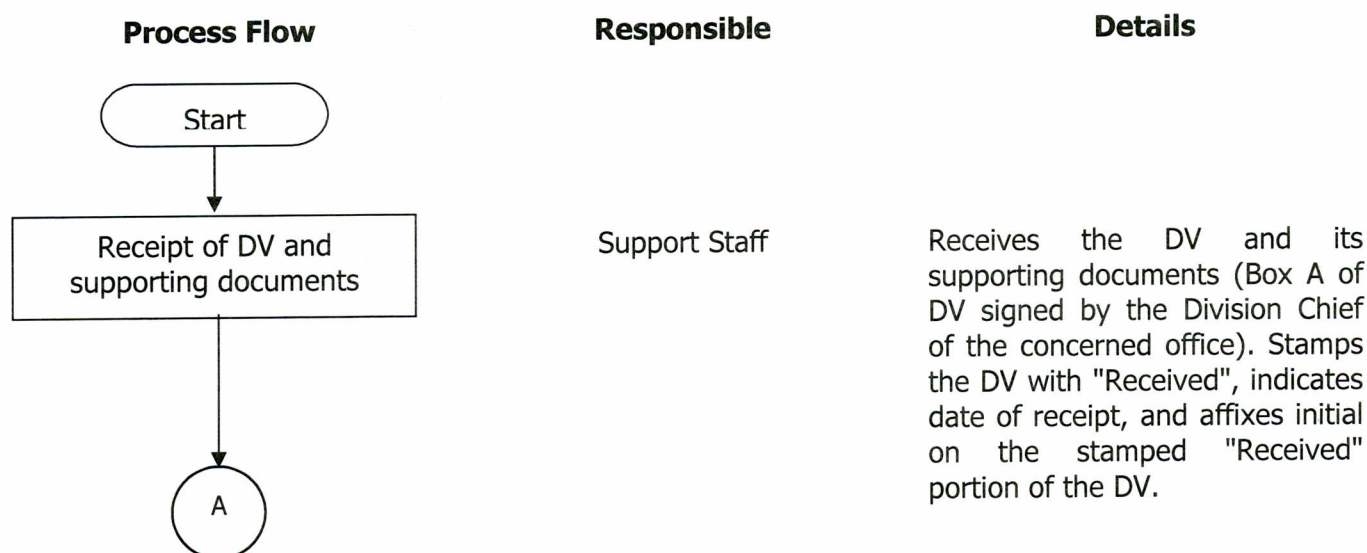 Process Flow
Responsible
Details
Start
Receipt of DV and
supporting documents
Support Staff
Receives the DV and its
supporting documents (Box A of
DV signed by the Division Chief
of the concerned office). Stamps
the DV with "Received", indicates
date of receipt, and affixes initial
on the stamped "Received"
portion of the DV.
A